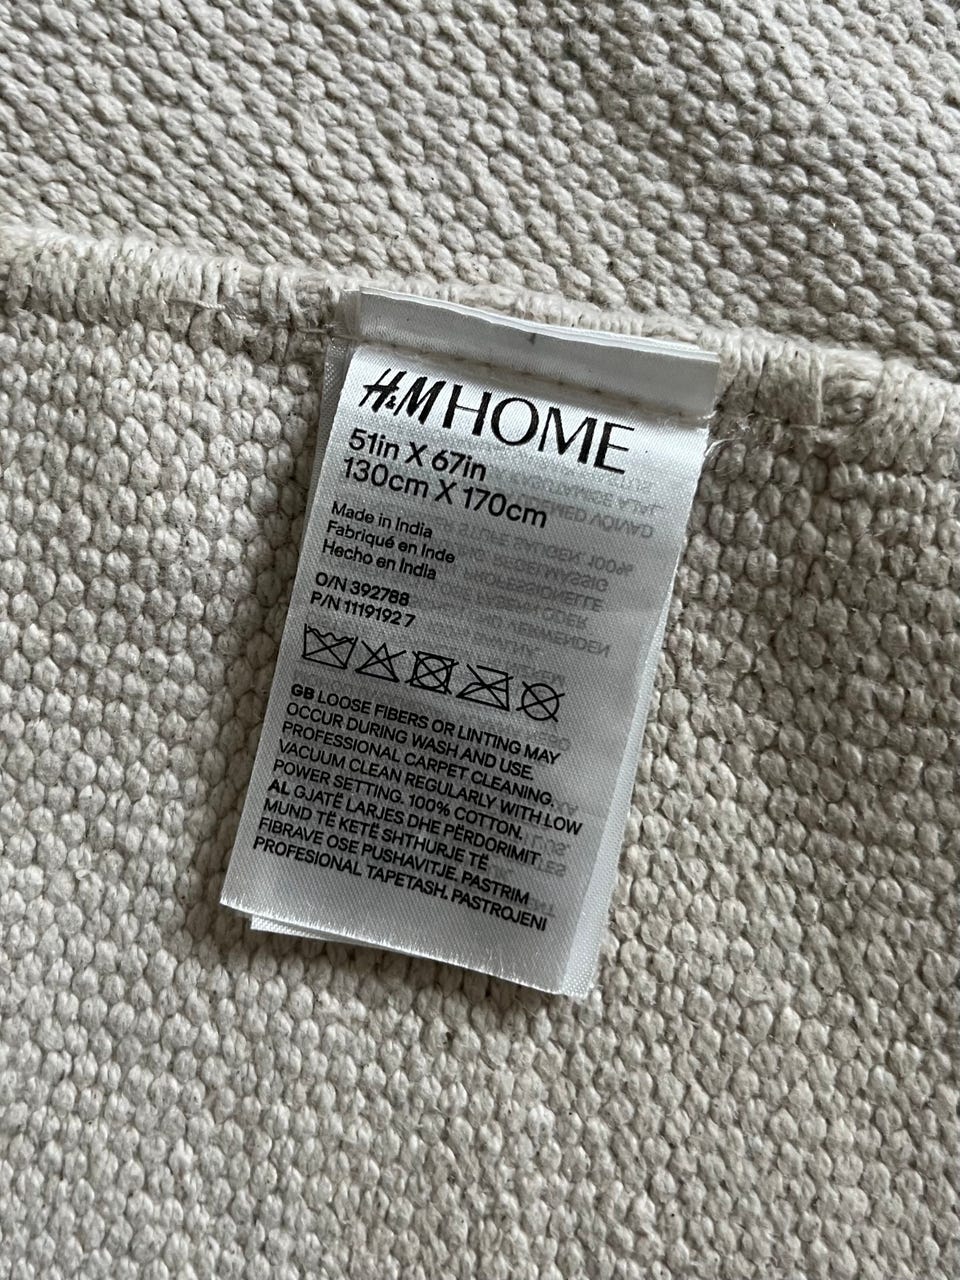 H&M HOME
51in X 67in
130cm X 170cm
Made in India
Fabriqué en Inde
Hecho en India
O/N 392788
P/N 1119192 7
GB LOOSE FIBERS OR LINTING MAY
OCCUR DURING WASH AND USE.
PROFESSIONAL CARPET CLEANING.
VACUUM CLEAN REGULARLY WITH LOW
POWER SETTING. 100% COTTON.
AL GJATË LARJES DHE PËRDORIMIT
MUND TË KETË SHTHURJE TË
FIBRAVE OSE PUSHAVITJE. PASTRIM
PROFESIONAL TAPETASH. PASTROJENI